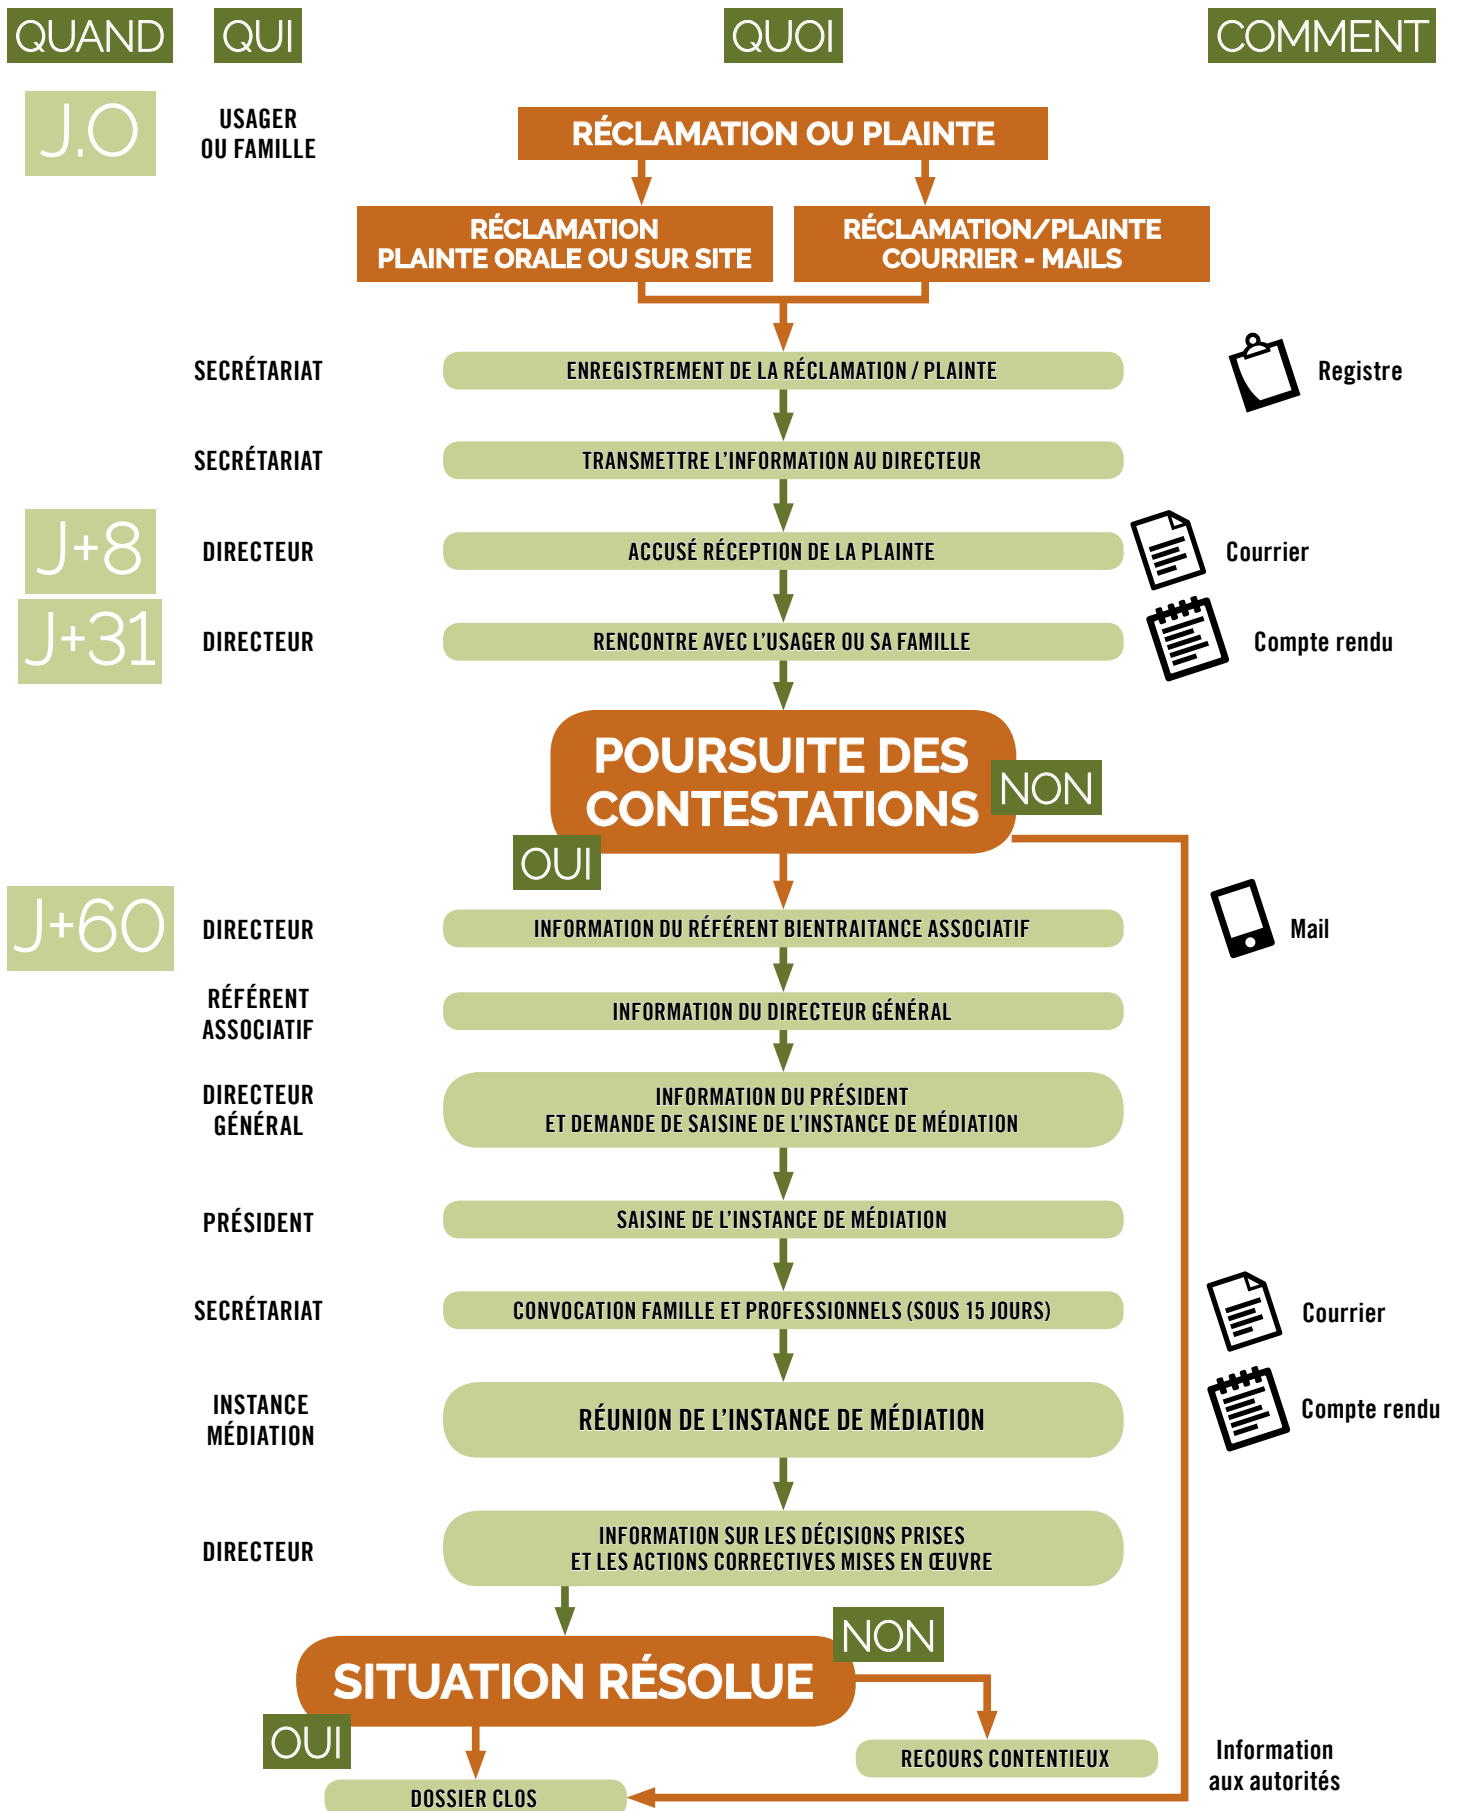 QUAND
QUI
QUOI
COMMENT
J.O
USAGER
OU FAMILLE
RÉCLAMATION OU PLAINTE
RÉCLAMATION
PLAINTE ORALE OU SUR SITE
RÉCLAMATION/PLAINTE
COURRIER - MAILS
SECRÉTARIAT
ENREGISTREMENT DE LA RÉCLAMATION / PLAINTE
Registre
SECRÉTARIAT
TRANSMETTRE L'INFORMATION AU DIRECTEUR
J+8
DIRECTEUR
ACCUSÉ RÉCEPTION DE LA PLAINTE
Courrier
J+31
DIRECTEUR
RENCONTRE AVEC L'USAGER OU SA FAMILLE
Compte rendu
POURSUITE DES
CONTESTATIONS
NON
OUI
J+60
DIRECTEUR
INFORMATION DU RÉFÉRENT BIENTRAITANCE ASSOCIATIF
Mail
RÉFÉRENT
ASSOCIATIF
INFORMATION DU DIRECTEUR GÉNÉRAL
DIRECTEUR
GÉNÉRAL
INFORMATION DU PRÉSIDENT
ET DEMANDE DE SAISINE DE L'INSTANCE DE MÉDIATION
PRÉSIDENT
SAISINE DE L'INSTANCE DE MÉDIATION
SECRÉTARIAT
CONVOCATION FAMILLE ET PROFESSIONNELS (SOUS 15 JOURS)
Courrier
INSTANCE
MÉDIATION
RÉUNION DE L'INSTANCE DE MÉDIATION
Compte rendu
DIRECTEUR
INFORMATION SUR LES DÉCISIONS PRISES
ET LES ACTIONS CORRECTIVES MISES EN ŒUVRE
NON
SITUATION RÉSOLUE
OUI
RECOURS CONTENTIEUX
Information
aux autorités
DOSSIER CLOS